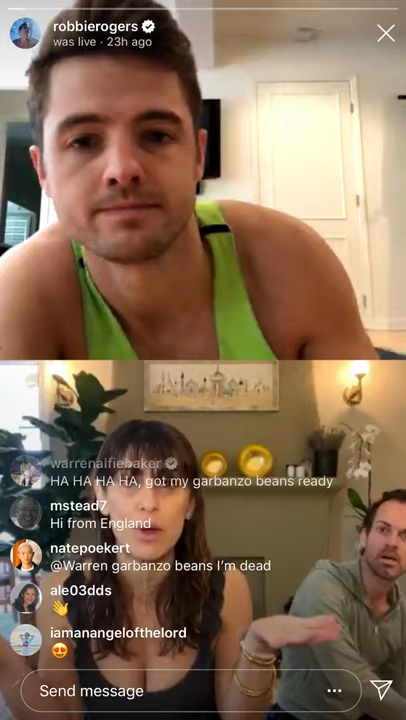 robbierogers
was live · 23h ago
warrenalfiebaker
HA HA HA HA, got my garbanzo beans ready
mstead7
Hi from England
natepoekert
@Warren garbanzo beans I'm dead
ale03dds
👋
iamanangelofthelord
😍
Send message